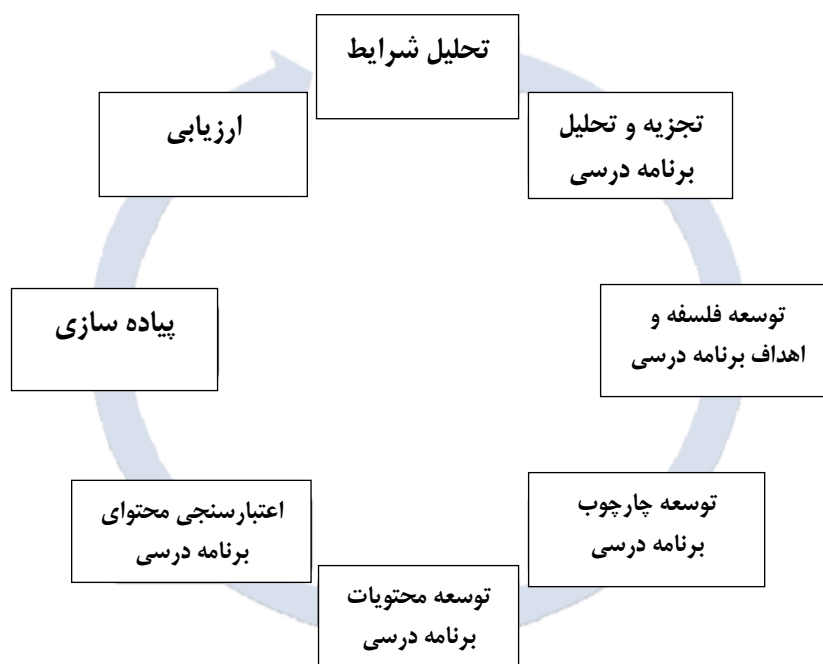 تحلیل شرایط
تجزیه و تحلیل
برنامه درسی
توسعه فلسفه و
اهداف برنامه درسی
توسعه چارچوب
برنامه درسی
توسعه محتویات
برنامه درسی
اعتبارسنجی محتوای
برنامه درسی
پیاده سازی
ارزیابی